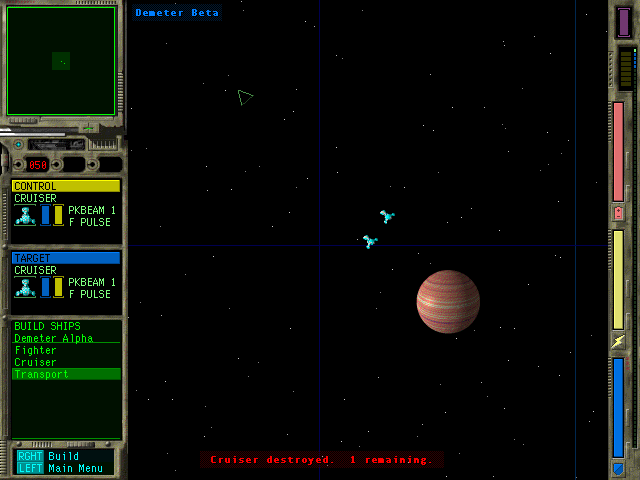 Demeter Beta
050
CONTROL
CRUISER
PKBEAM 1
F PULSE
TARGET
CRUISER
PKBEAM 1
F PULSE
BUILD SHIPS
Demeter Alpha
Fighter
Cruiser
Transport
RGHT Build
LEFT Main Menu
Cruiser destroyed. 1 remaining.